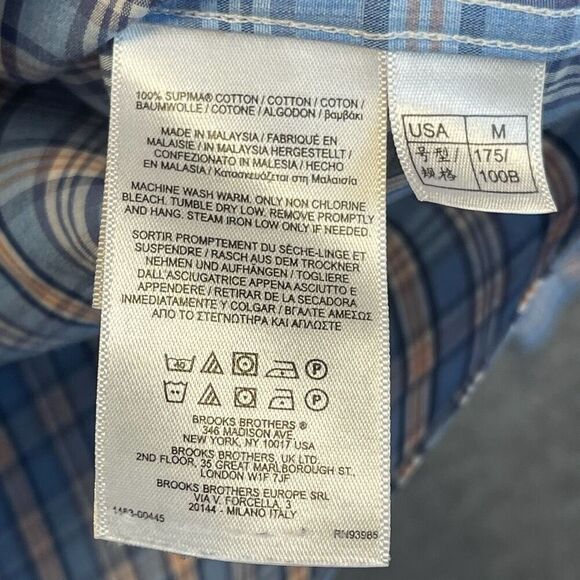 100% SUPIMA® COTTON / COTTON / COTON /
BAUMWOLLE / COTONE / ALGODON / βαμβάκι
MADE IN MALAYSIA / FABRIQUÉ EN
MALAISIE / IN MALAYSIA HERGESTELLT /
CONFEZIONATO IN MALESIA / HECHO
EN MALASIA / Κατασκευάζεται στη Μαλαισία
MACHINE WASH WARM. ONLY NON CHLORINE
BLEACH. TUMBLE DRY LOW. REMOVE PROMPTLY
AND HANG. STEAM IRON LOW ONLY IF NEEDED.
SORTIR PROMPTEMENT DU SÈCHE-LINGE ET
SUSPENDRE / RASCH AUS DEM TROCKNER
NEHMEN UND AUFHÄNGEN / TOGLIERE
DALL'ASCIUGATRICE APPENA ASCIUTTO E
APPENDERE / RETIRAR DE LA SECADORA
INMEDIATAMENTE Y COLGAR / ΒΓΑΛΤΕ ΑΜΕΣΩΣ
ΑΠΟ ΤΟ ΣΤΕΓΝΩΤΗΡΙΟ ΚΑΙ ΑΠΛΩΣΤΕ
40 P
P
BROOKS BROTHERS ®
346 MADISON AVE.
NEW YORK, NY 10017 USA
BROOKS BROTHERS, UK LTD.
2ND FLOOR, 35 GREAT MARLBOROUGH ST.
LONDON W1F 7JF
BROOKS BROTHERS EUROPE SRL
VIA V. FORCELLA, 3
20144 - MILANO ITALY
RN93985
USA M
号型/ 175/
规格 100B